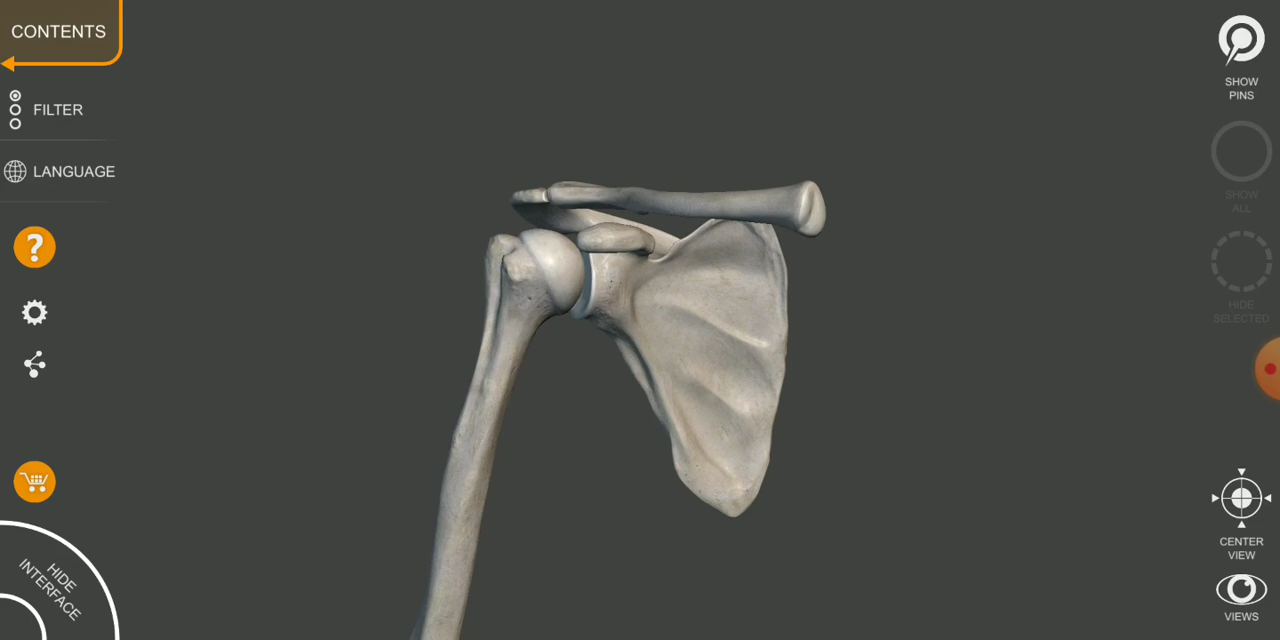 CONTENTS
FILTER
LANGUAGE
?
HIDE
INTERFACE
SHOW
PINS
SHOW
ALL
HIDE
SELECTED
CENTER
VIEW
VIEWS